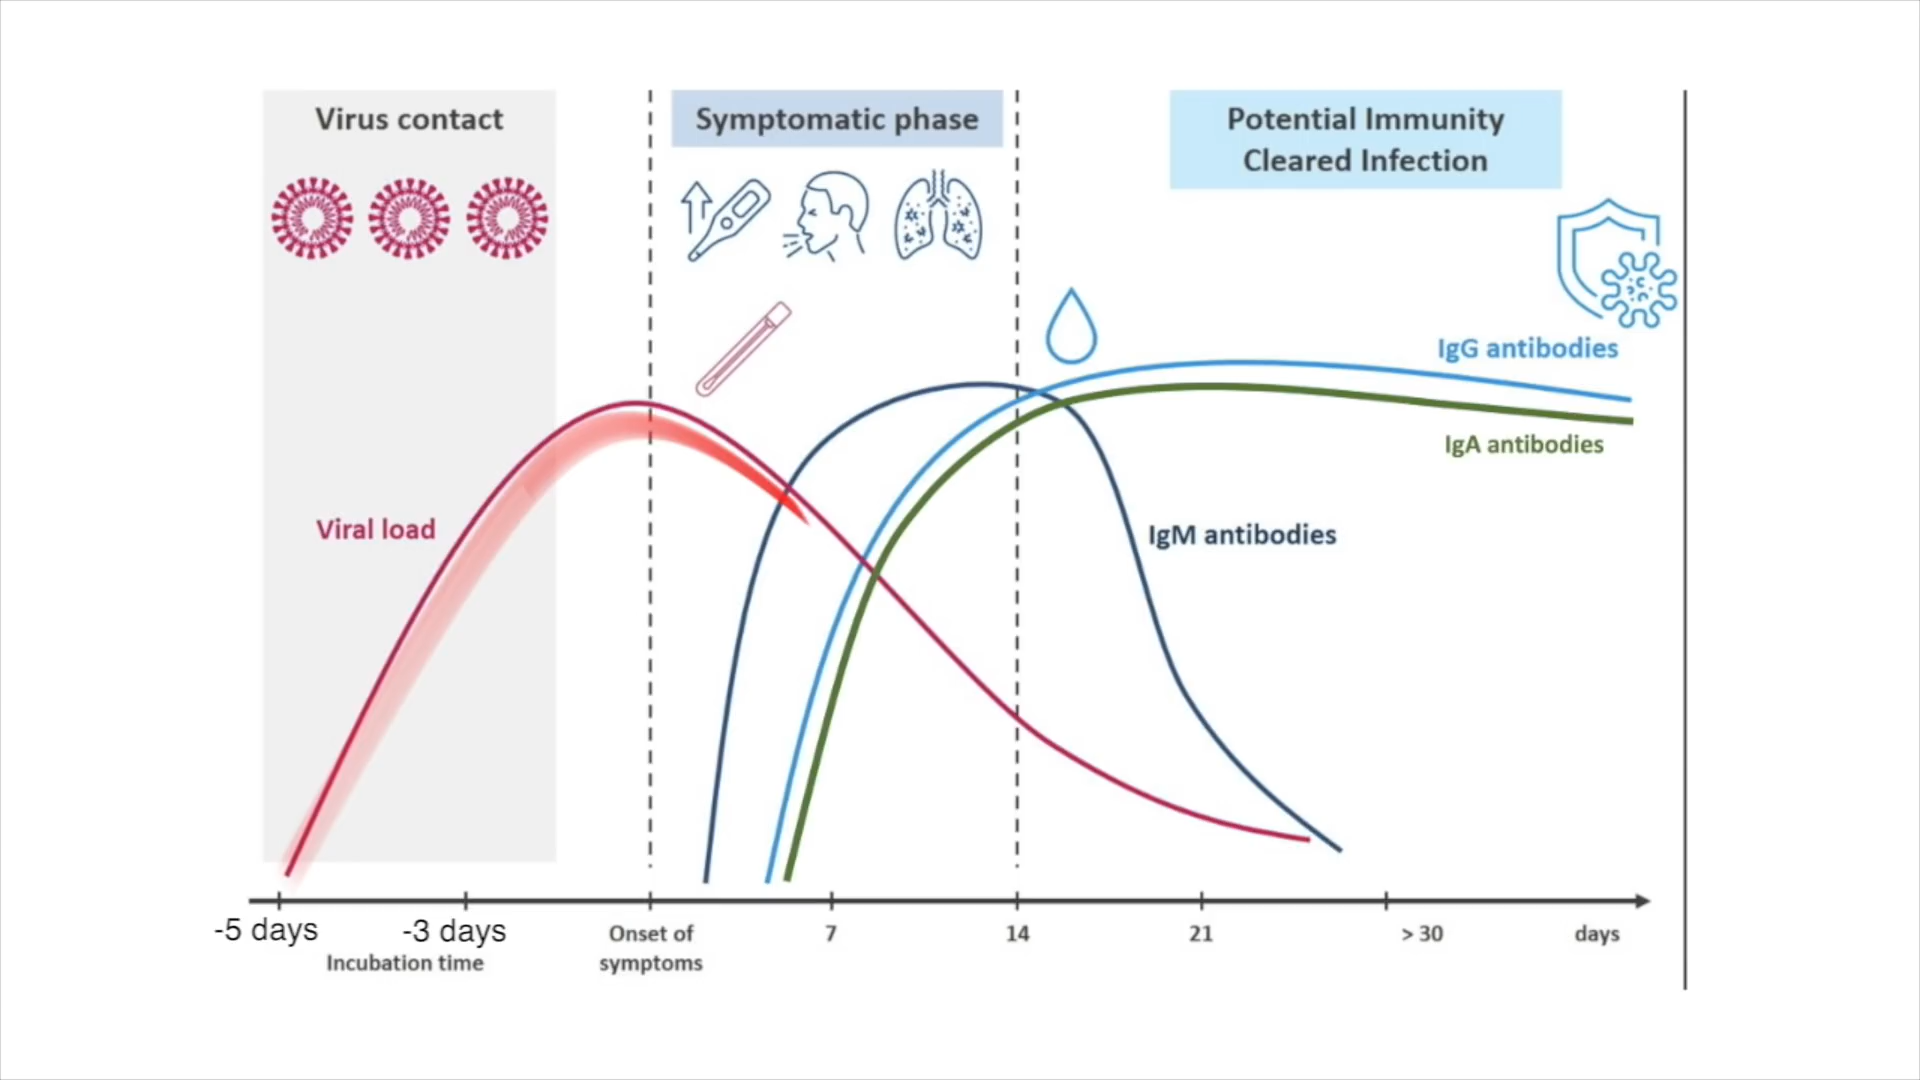 Virus contact
Symptomatic phase
Potential Immunity
Cleared Infection
IgG antibodies
IgA antibodies
Viral load
IgM antibodies
-5 days
-3 days
Onset of
symptoms
7
14
21
> 30
days
Incubation time